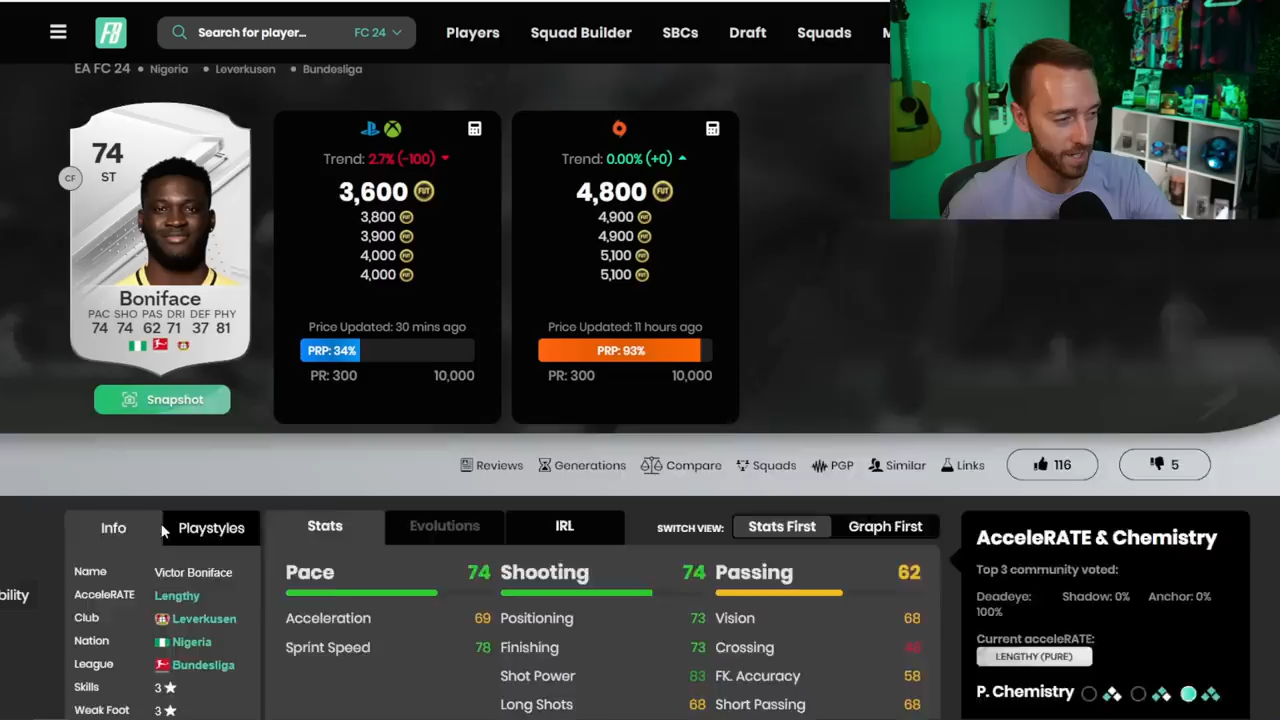 FB
Search for player...
FC 24
Players
Squad Builder
SBCs
Draft
Squads
M
EA FC 24
Nigeria
Leverkusen
Bundesliga
74
ST
CF
Boniface
PAC SHO PAS DRI DEF PHY
74 74 62 71 37 81
Snapshot
Trend: 2.7% (-100)
3,600
3,800
3,900
4,000
4,000
Price Updated: 30 mins ago
PRP: 34%
PR: 300
10,000
Trend: 0.00% (+0)
4,800
4,900
4,900
5,100
5,100
Price Updated: 11 hours ago
PRP: 93%
PR: 300
10,000
Reviews
Generations
Compare
Squads
PGP
Similar
Links
116
5
bility
Info
Playstyles
Name Victor Boniface
AcceleRATE Lengthy
Club Leverkusen
Nation Nigeria
League Bundesliga
Skills 3
Weak Foot 3
Stats
Evolutions
IRL
SWITCH VIEW:
Stats First
Graph First
Pace 74
Acceleration 69
Sprint Speed 78
Shooting 74
Positioning 73
Finishing 73
Shot Power 83
Long Shots 68
Passing 62
Vision 68
Crossing 48
FK. Accuracy 58
Short Passing 68
AcceleRATE & Chemistry
Top 3 community voted:
Deadeye: 100%
Shadow: 0%
Anchor: 0%
Current acceleRATE:
LENGTHY (PURE)
P. Chemistry